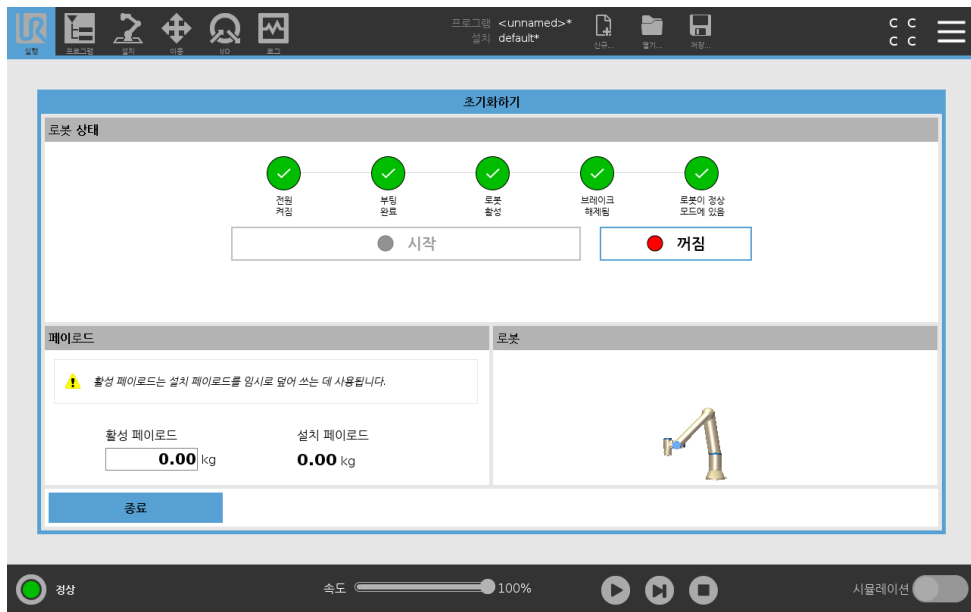 UR
실행
프로그램
설치
이동
I/O
로그
프로그램 <unnamed>*
설치 default*
신규...
열기...
저장...
C C
C C
초기화하기
로봇 상태
전원
켜짐
부팅
완료
로봇
활성
브레이크
해제됨
로봇이 정상
모드에 있음
시작
꺼짐
페이로드
로봇
활성 페이로드는 설치 페이로드를 임시로 덮어 쓰는 데 사용됩니다.
활성 페이로드
설치 페이로드
0.00 kg
0.00 kg
종료
정상
속도
100%
시뮬레이션